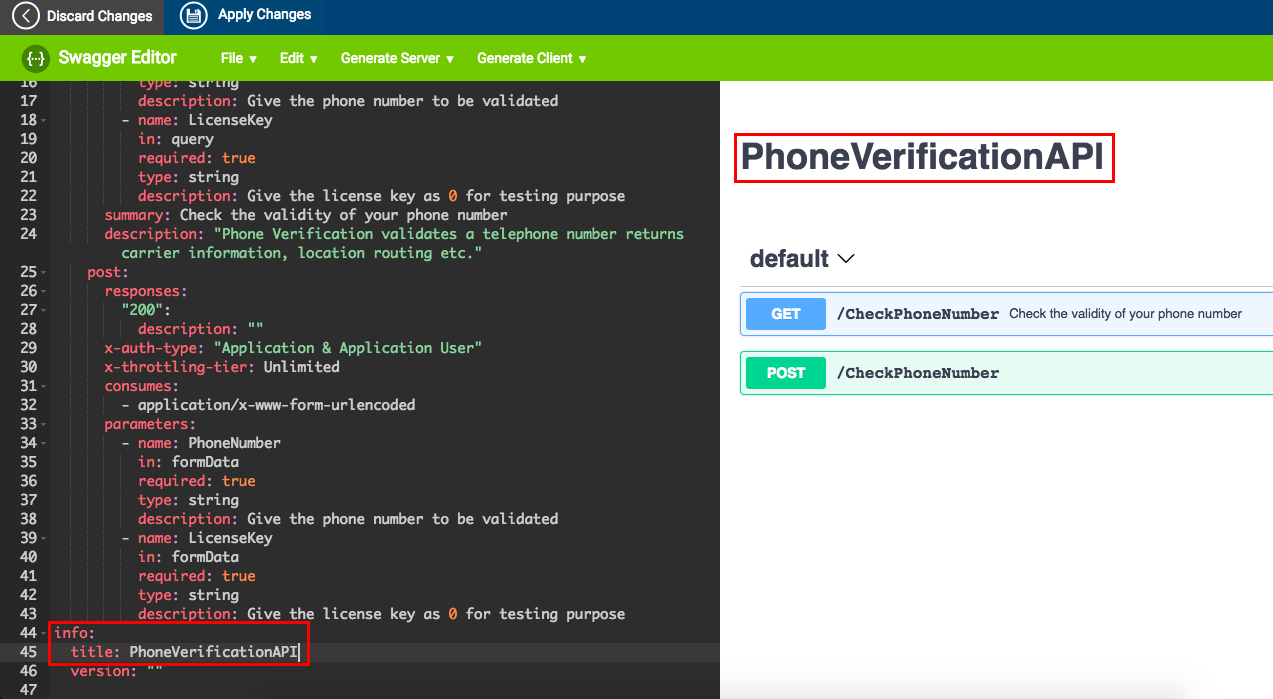 Discard Changes
Apply Changes
{··} Swagger Editor
File ▼
Edit ▼
Generate Server ▼
Generate Client ▼
16 type: string
17 description: Give the phone number to be validated
18 - name: LicenseKey
19 in: query
20 required: true
21 type: string
22 description: Give the license key as 0 for testing purpose
23 summary: Check the validity of your phone number
24 description: "Phone Verification validates a telephone number returns
carrier information, location routing etc."
25 post:
26 responses:
27 "200":
28 description: ""
29 x-auth-type: "Application & Application User"
30 x-throttling-tier: Unlimited
31 consumes:
32 - application/x-www-form-urlencoded
33 parameters:
34 - name: PhoneNumber
35 in: formData
36 required: true
37 type: string
38 description: Give the phone number to be validated
39 - name: LicenseKey
40 in: formData
41 required: true
42 type: string
43 description: Give the license key as 0 for testing purpose
44 info:
45 title: PhoneVerificationAPI
46 version: ""
47
PhoneVerificationAPI
default
GET /CheckPhoneNumber Check the validity of your phone number
POST /CheckPhoneNumber